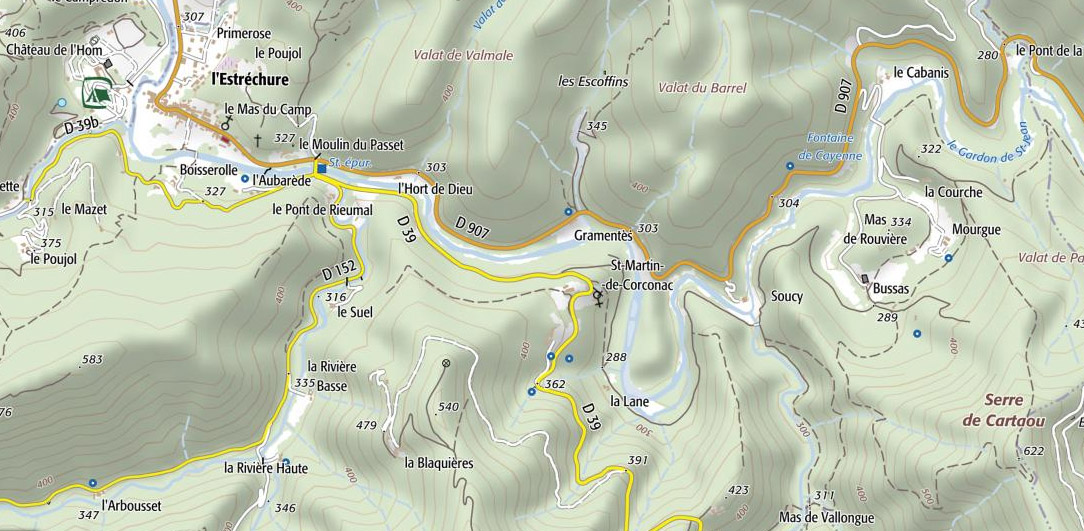 307
Primerose
406
Château de l'Hom
le Poujol
l'Estréchure
Valat de Valmale
les Escoffins
Valat du Barrel
D 907
le Cabanis
280
le Pont de la
le Mas du Camp
D 39b
327
le Moulin du Passet
345
Fontaine
de Cayenne
le Gardon de St-Jean
322
St. épur.
Boisserolle
l'Aubarède
303
l'Hort de Dieu
400
327
le Mazet
315
le Pont de Rieumal
D 39
D 907
Gramentès
303
304
la Courche
Mas
de Rouvière
334
Mourgue
375
le Poujol
D 152
316
le Suel
St-Martin-
-de-Corconac
Soucy
Bussas
289
Valat de Pa
400
583
la Rivière
Basse
335
400
362
288
la Lane
400
479
540
D 39
300
300
Serre
de Cartaou
622
la Rivière Haute
la Blaquières
391
400
l'Arbousset
347
346
400
423
400
311
Mas de Vallongue
400
500